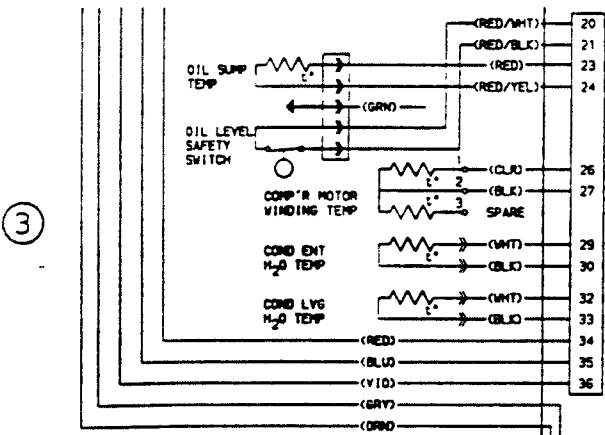 (RED/WHT) 20
(RED/BLK) 21
OIL SUMP TEMP t° (RED) 23
(RED/YEL) 24
(GRN)
OIL LEVEL SAFETY SWITCH
(CLR) 26
t° 2 (BLK) 27
COMP'R MOTOR WINDING TEMP t° 3 SPARE
3
COND ENT H2O TEMP t° (WHT) 29
(BLK) 30
COND LVG H2O TEMP t° (WHT) 32
(BLK) 33
(RED) 34
(BLU) 35
(VIO) 36
(GRY)
(ORN)